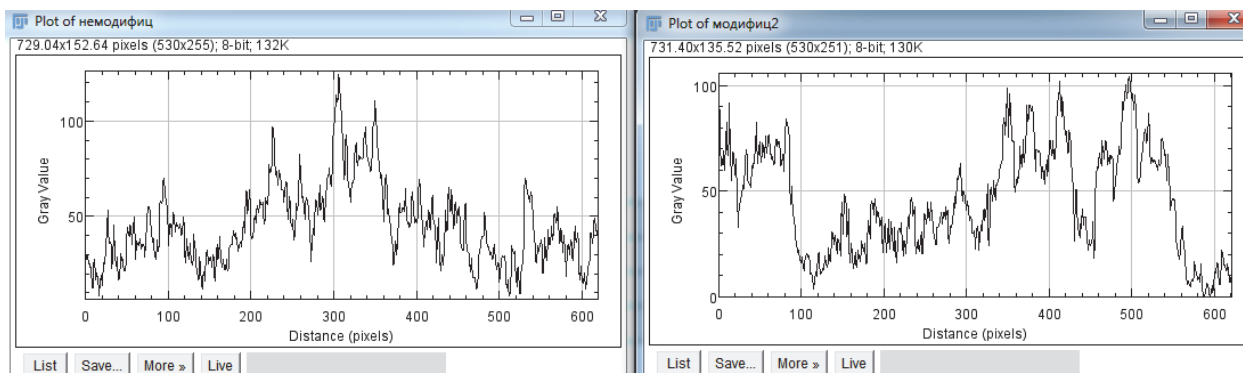 Plot of немодифиц
729.04x152.64 pixels (530x255); 8-bit; 132K
100
50
Gray Value
0 100 200 300 400 500 600
Distance (pixels)
List Save... More » Live
Plot of модифиц2
731.40x135.52 pixels (530x251); 8-bit; 130K
100
50
0
Gray Value
0 100 200 300 400 500 600
Distance (pixels)
List Save... More » Live